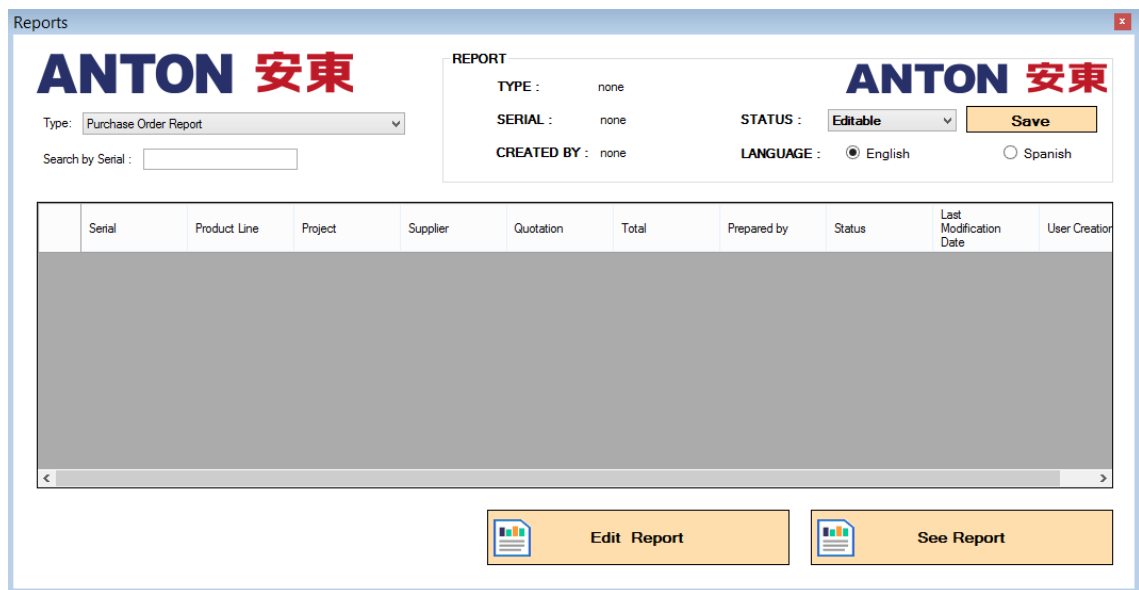 Reports
x
ANTON 安東
Type: Purchase Order Report
Search by Serial :
REPORT
TYPE : none
SERIAL : none
CREATED BY : none
ANTON 安東
STATUS : Editable Save
LANGUAGE : English Spanish
Serial Product Line Project Supplier Quotation Total Prepared by Status Last Modification Date User Creation
Edit Report See Report